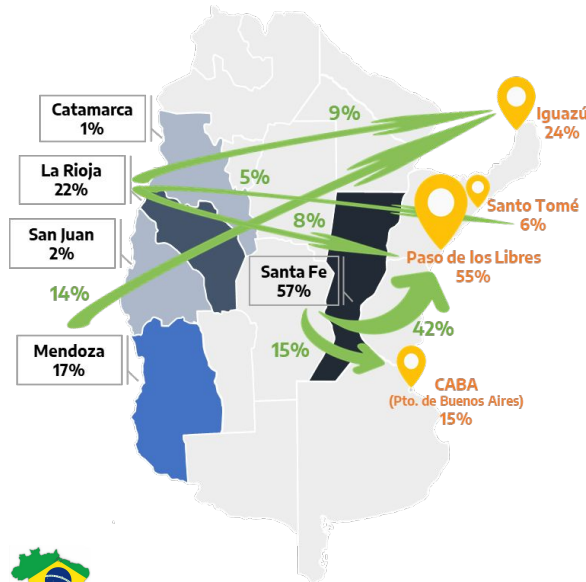 Catamarca
1%
La Rioja
22%
San Juan
2%
14%
Mendoza
17%
9%
5%
8%
Santa Fe
57%
15%
42%
Iguazú
24%
Santo Tomé
6%
Paso de los Libres
55%
CABA
(Pto. de Buenos Aires)
15%